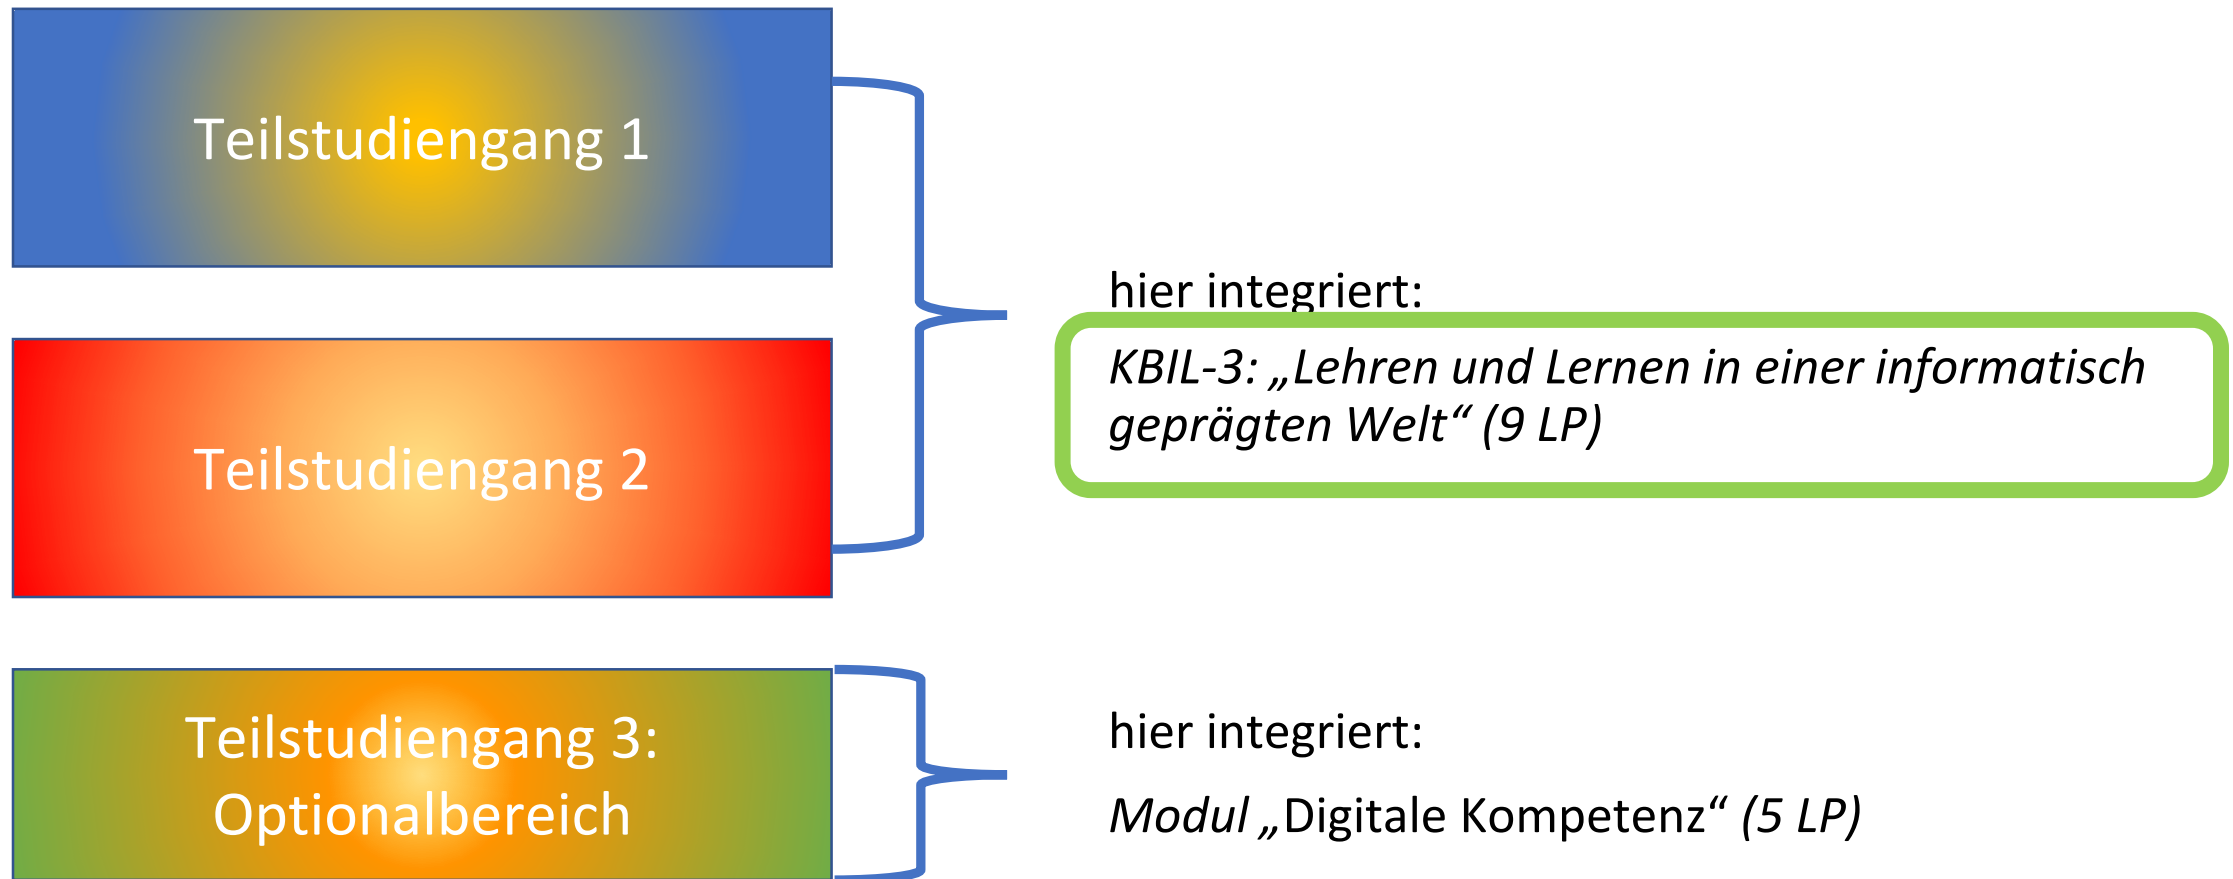 Teilstudiengang 1
hier integriert:
KBIL-3: „Lehren und Lernen in einer informatisch
geprägten Welt“ (9 LP)
Teilstudiengang 2
Teilstudiengang 3:
Optionalbereich
hier integriert:
Modul „Digitale Kompetenz“ (5 LP)